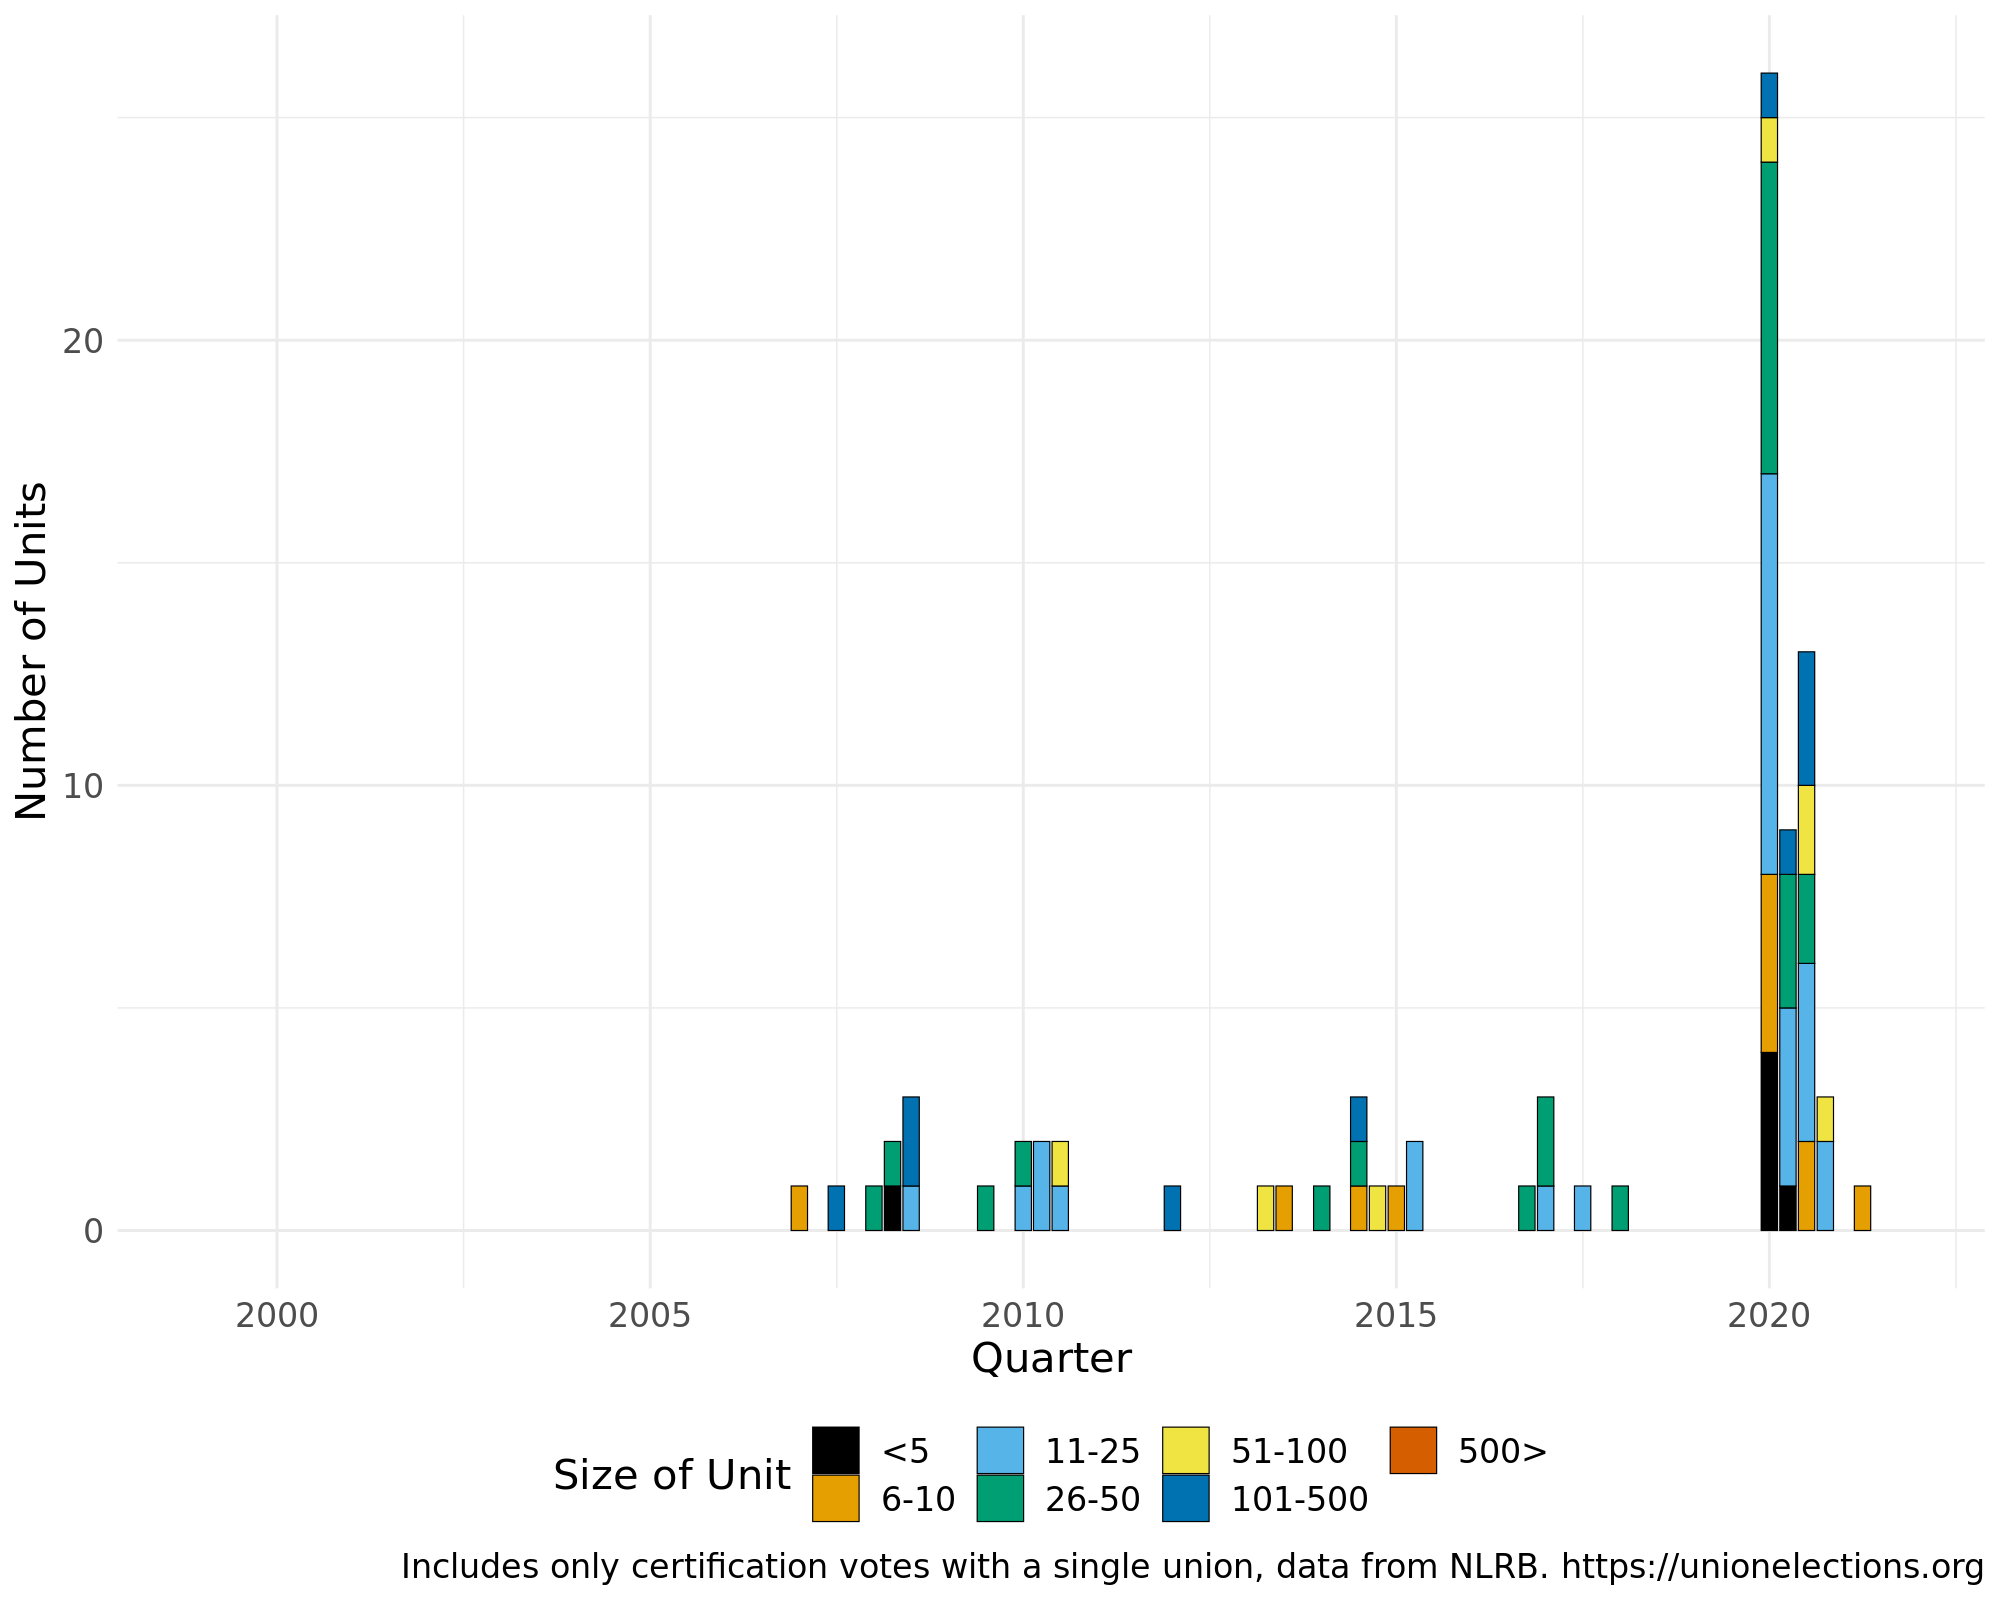 Number of Units
20
10
0
2000 2005 2010 2015 2020
Quarter
Size of Unit
<5 11-25 51-100 500>
6-10 26-50 101-500
Includes only certification votes with a single union, data from NLRB. https://unionelections.org